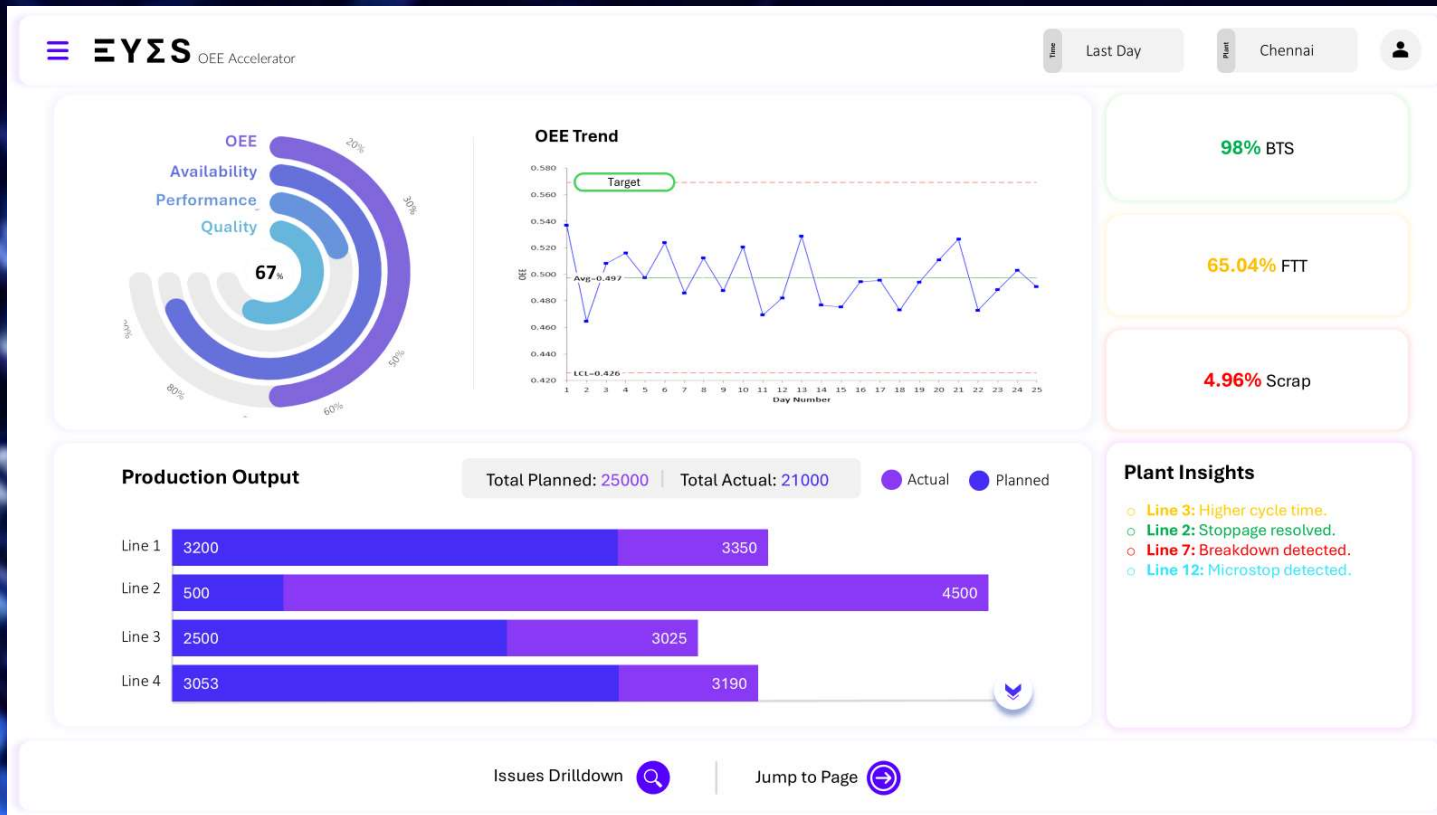 EYΣS OEE Accelerator
Time
Last Day
Plant
Chennai
OEE
Availability
Performance
Quality
67%
20%
30%
50%
60%
80%
OEE Trend
0.580
0.560
0.540
0.520
0.500
0.480
0.460
0.440
0.420
OEE
Target
Avg=0.497
LCL=0.426
1 2 3 4 5 6 7 8 9 10 11 12 13 14 15 16 17 18 19 20 21 22 23 24 25
Day Number
98% BTS
65.04% FTT
4.96% Scrap
Production Output
Total Planned: 25000 | Total Actual: 21000
Actual
Planned
Line 1 3200 3350
Line 2 500 4500
Line 3 2500 3025
Line 4 3053 3190
Plant Insights
Line 3: Higher cycle time.
Line 2: Stoppage resolved.
Line 7: Breakdown detected.
Line 12: Microstop detected.
Issues Drilldown
Jump to Page